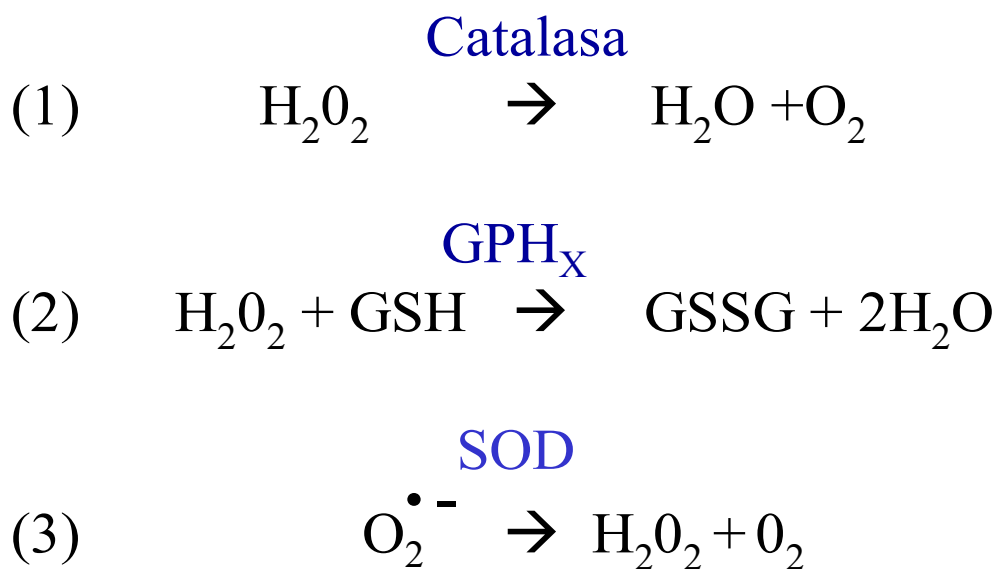 Catalasa
(1) H₂0₂ → H₂O +O₂
GPHₓ
(2) H₂0₂ + GSH → GSSG + 2H₂O
SOD
(3) O₂•- → H₂0₂ + 0₂